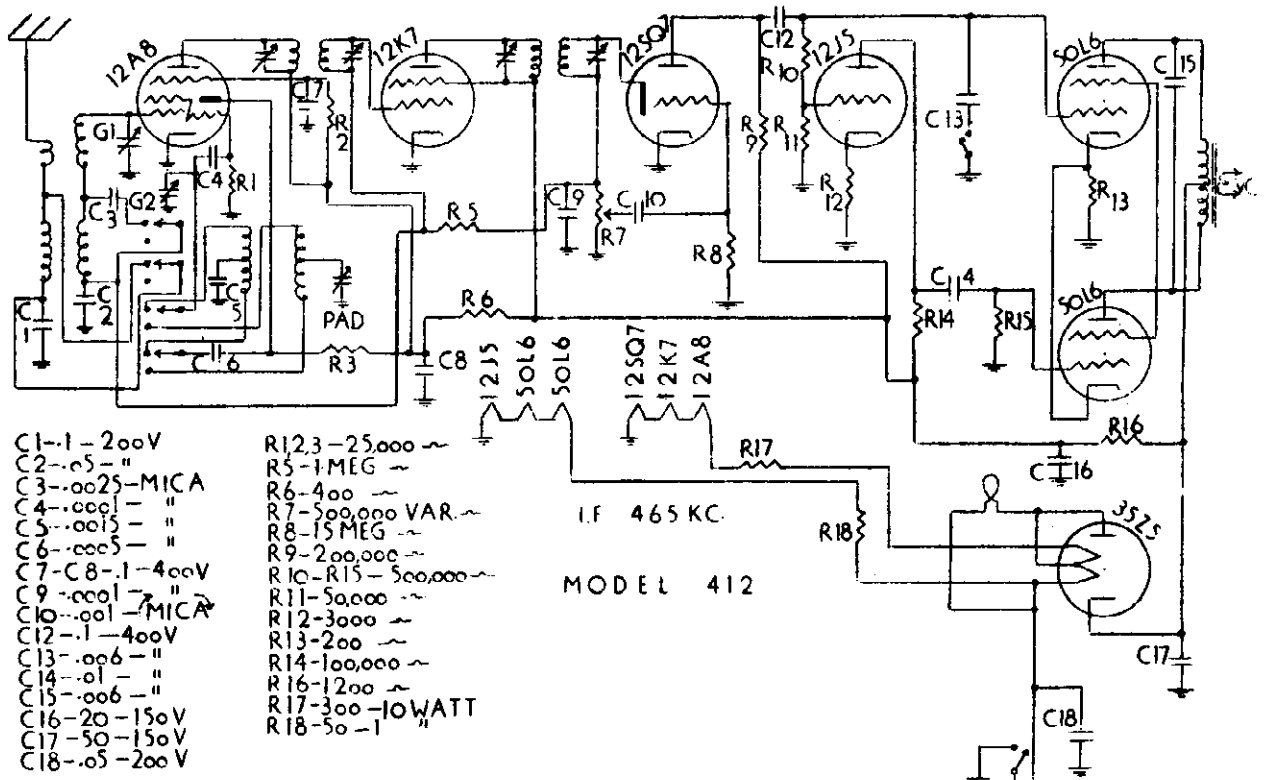 12A8
12K7
12SQ7
12J5
50L6
C12
R10
C15
C17
R2
R9
R11
C13
G1
C4
R1
R12
R13
VC
C3
G2
R5
C19
C10
R7
R8
C2
C5
C1
PAD
R6
C4
R14
R15
50L6
C6
R3
C8
12J5
50L6
50L6
12SQ7
12K7
12A8
R16
R17
C16
R18
35Z5
I.F 465 KC.
MODEL 412
C17
C18
C1-.1-200V
C2-.05-"
C3-.0025-MICA
C4-.0001-"
C5-.0015-"
C6-.0005-"
C7-C8-.1-400V
C9-.0001-"
C10-.001-MICA
C12-.1-400V
C13-.006-"
C14-.01-"
C15-.006-"
C16-20-150V
C17-50-150V
C18-.05-200V
R1,2,3-25,000~
R5-1MEG~
R6-400~
R7-500,000 VAR.~
R8-15MEG~
R9-200,000~
R10-R15-500,000~
R11-50,000~
R12-3000~
R13-200~
R14-100,000~
R16-1200~
R17-300-10WATT
R18-50-1 "